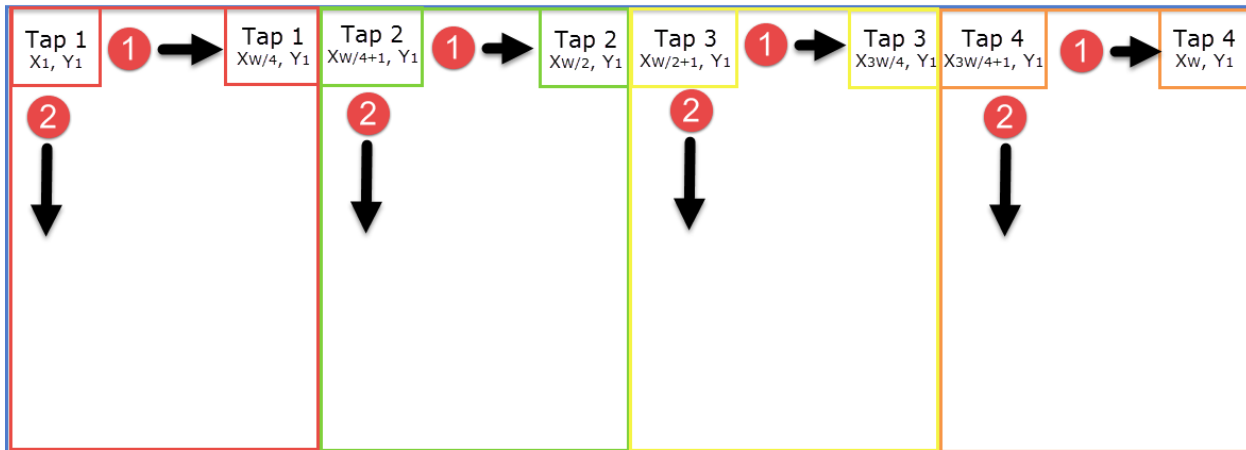 Tap 1
X1, Y1
1
Tap 1
XW/4, Y1
Tap 2
XW/4+1, Y1
1
Tap 2
XW/2, Y1
Tap 3
XW/2+1, Y1
1
Tap 3
X3W/4, Y1
Tap 4
X3W/4+1, Y1
1
Tap 4
XW, Y1
2
2
2
2